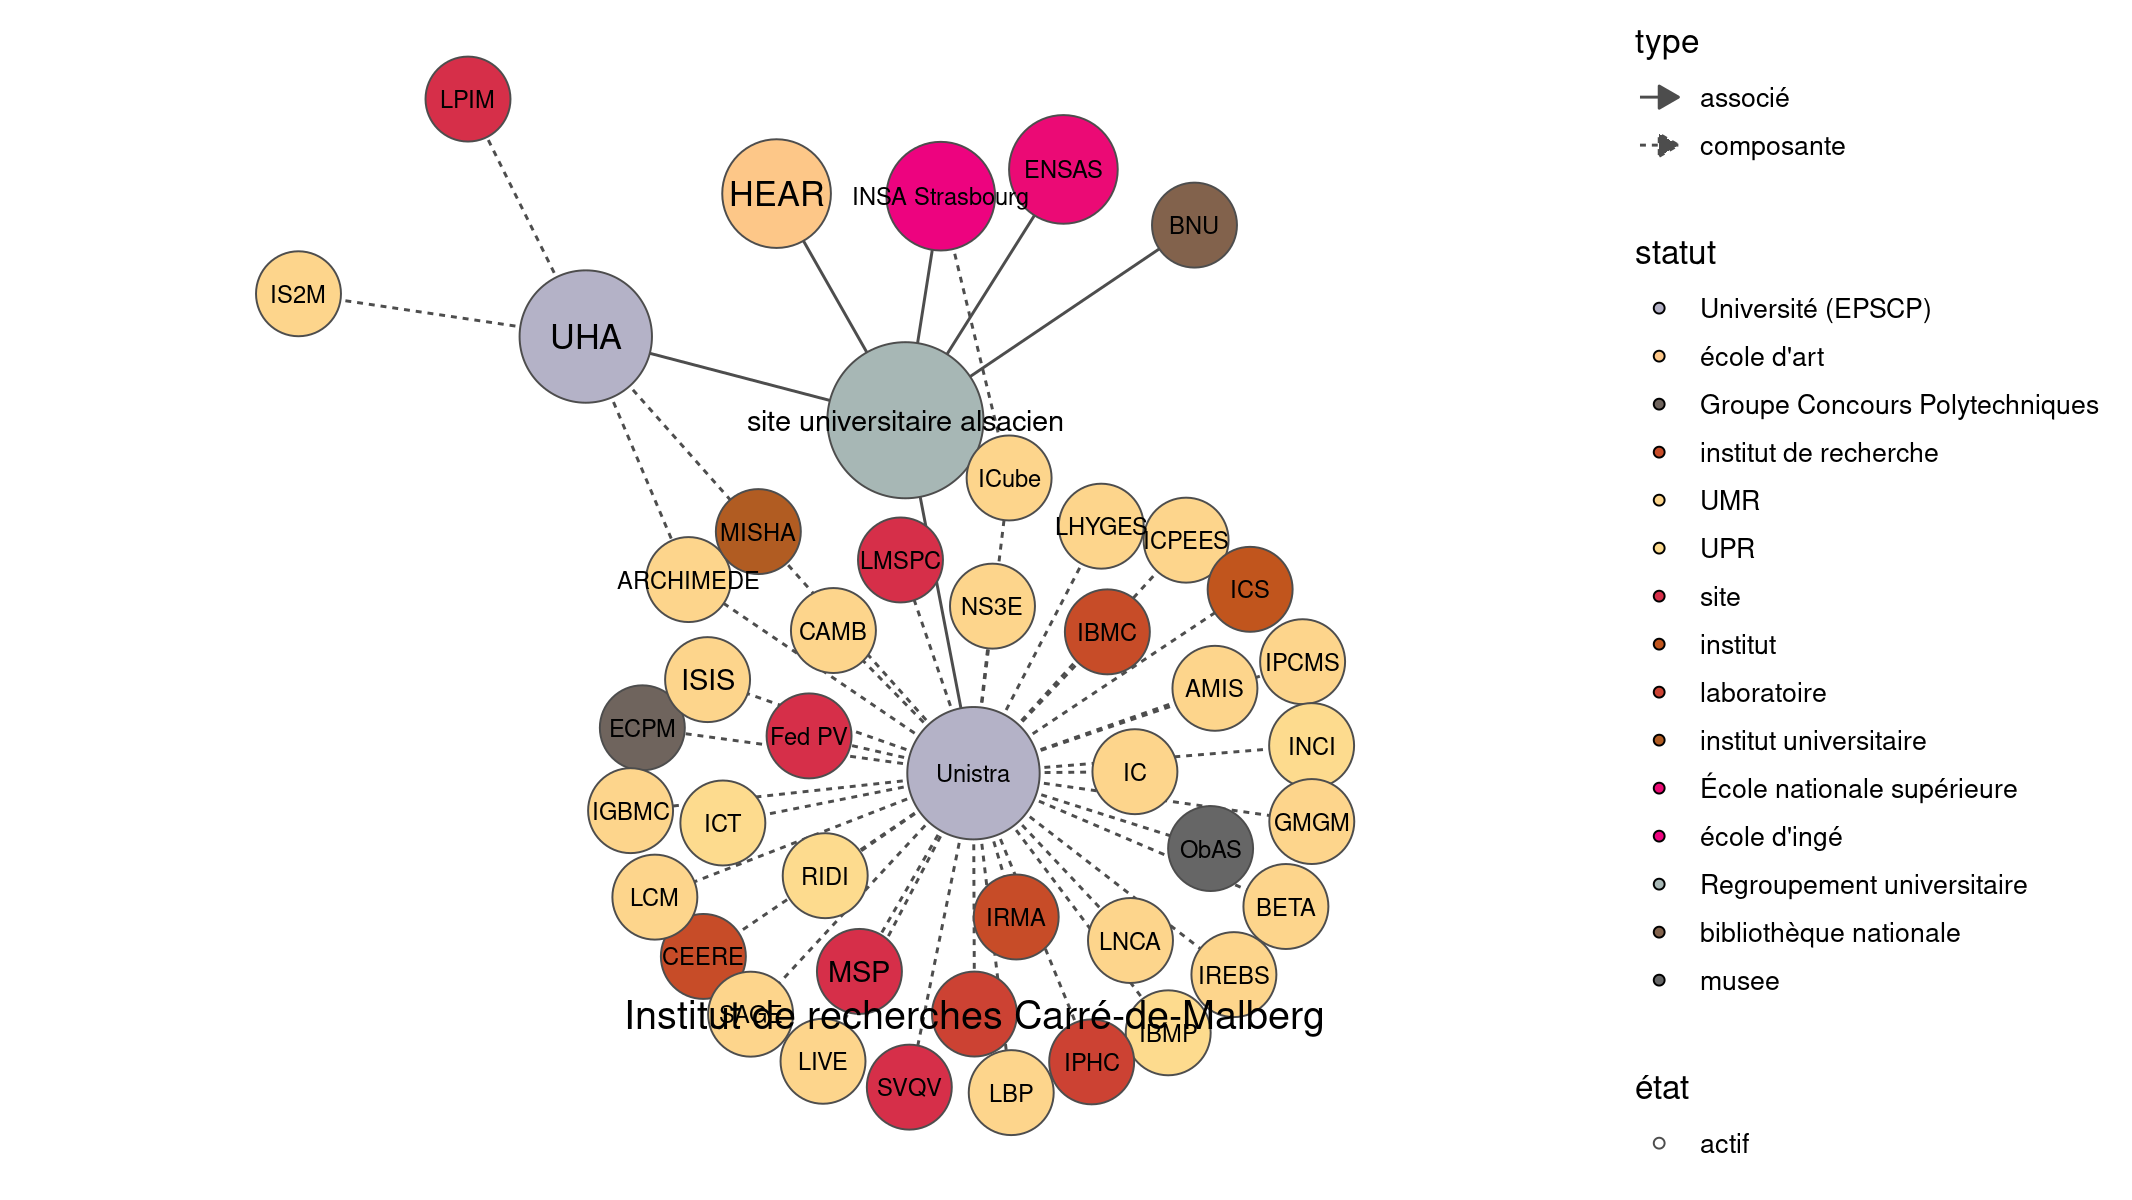 LPIM
HEAR
INSA Strasbourg
ENSAS
BNU
IS2M
UHA
site universitaire alsacien
ICube
MISHA
LHYGES
ICPEES
LMSPC
ARCHIMEDE
ICS
NS3E
CAMB
IBMC
IPCMS
ISIS
AMIS
ECPM
Fed PV
INCI
Unistra
IC
IGBMC
ICT
GMGM
ObAS
RIDI
LCM
BETA
IRMA
LNCA
CEERE
MSP
IREBS
SAGE
Institut de recherches Carré-de-Malberg
IBMP
LIVE
IPHC
SVQV
LBP
type
associé
composante
statut
Université (EPSCP)
école d'art
Groupe Concours Polytechniques
institut de recherche
UMR
UPR
site
institut
laboratoire
institut universitaire
École nationale supérieure
école d'ingé
Regroupement universitaire
bibliothèque nationale
musee
état
actif